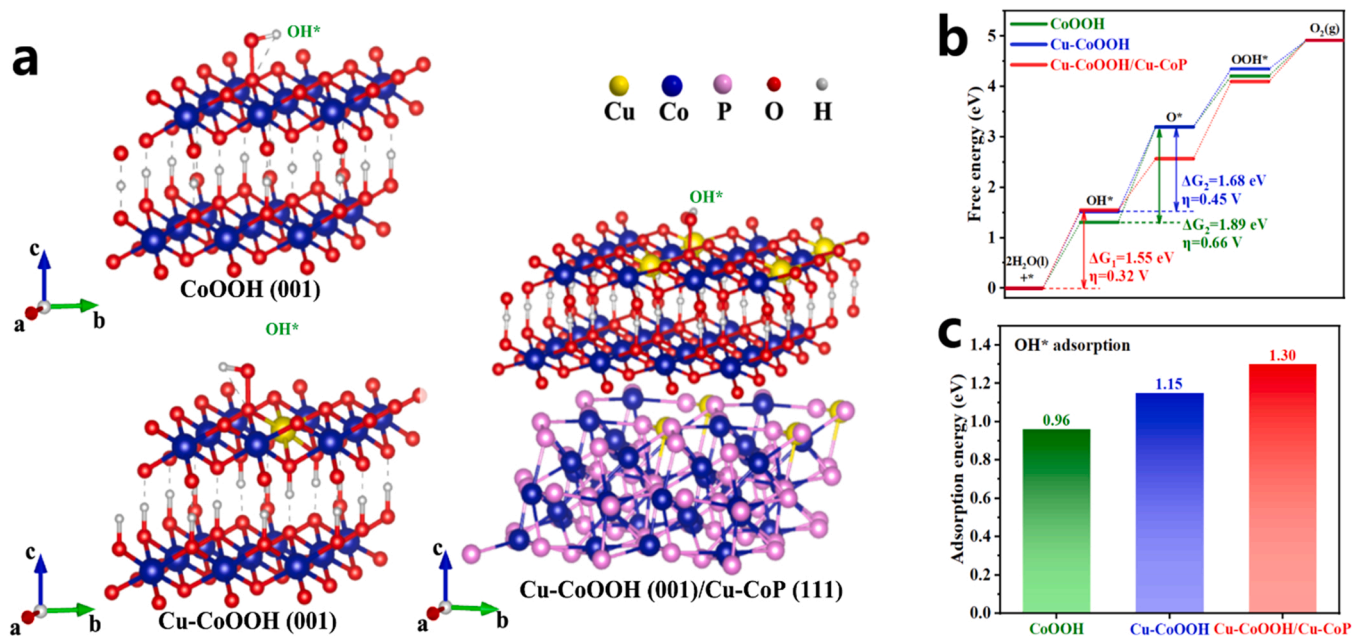 a
OH*
Cu Co P O H
c
b
a
CoOOH (001)
OH*
OH*
c
b
a
Cu-CoOOH (001)
c
b
a
Cu-CoOOH (001)/Cu-CoP (111)
b
CoOOH
Cu-CoOOH
Cu-CoOOH/Cu-CoP
Free energy (eV)
5
4
3
2
1
0
2H₂O(l)
+*
OH*
O*
OOH*
O₂(g)
ΔG₂=1.68 eV
η=0.45 V
ΔG₂=1.89 eV
η=0.66 V
ΔG₁=1.55 eV
η=0.32 V
c
OH* adsorption
Adsorption energy (eV)
1.4
1.2
1.0
0.8
0.6
0.4
0.2
0.0
0.96
1.15
1.30
CoOOH
Cu-CoOOH
Cu-CoOOH/Cu-CoP